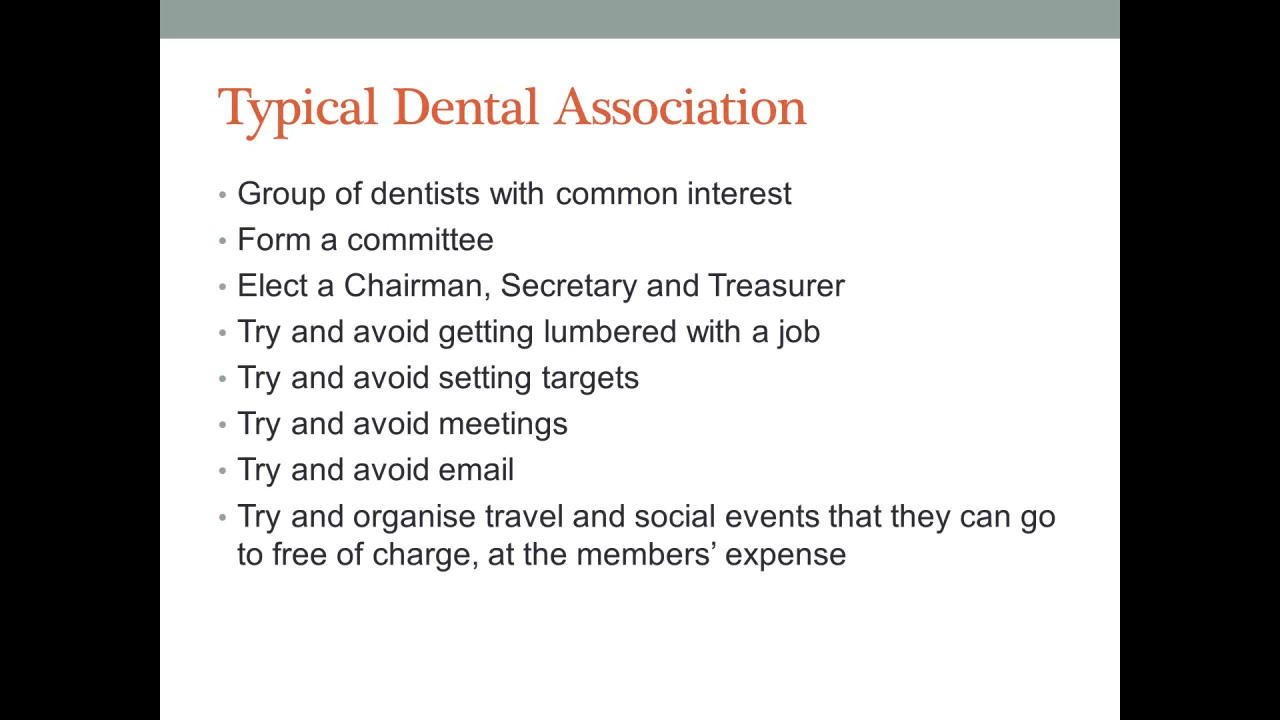 Typical Dental Association
• Group of dentists with common interest
• Form a committee
• Elect a Chairman, Secretary and Treasurer
• Try and avoid getting lumbered with a job
• Try and avoid setting targets
• Try and avoid meetings
• Try and avoid email
• Try and organise travel and social events that they can go
to free of charge, at the members’ expense